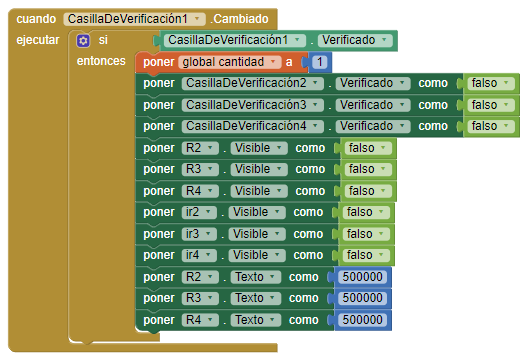 cuando CasillaDeVerificación1 .Cambiado
ejecutar si CasillaDeVerificación1 . Verificado
entonces poner global cantidad a 1
poner CasillaDeVerificación2 . Verificado como falso
poner CasillaDeVerificación3 . Verificado como falso
poner CasillaDeVerificación4 . Verificado como falso
poner R2 . Visible como falso
poner R3 . Visible como falso
poner R4 . Visible como falso
poner ir2 . Visible como falso
poner ir3 . Visible como falso
poner ir4 . Visible como falso
poner R2 . Texto como 500000
poner R3 . Texto como 500000
poner R4 . Texto como 500000